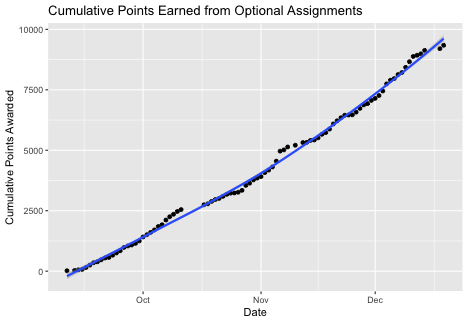 Cumulative Points Earned from Optional Assignments
10000
7500
5000
2500
0
Cumulative Points Awarded
Oct Nov Dec
Date